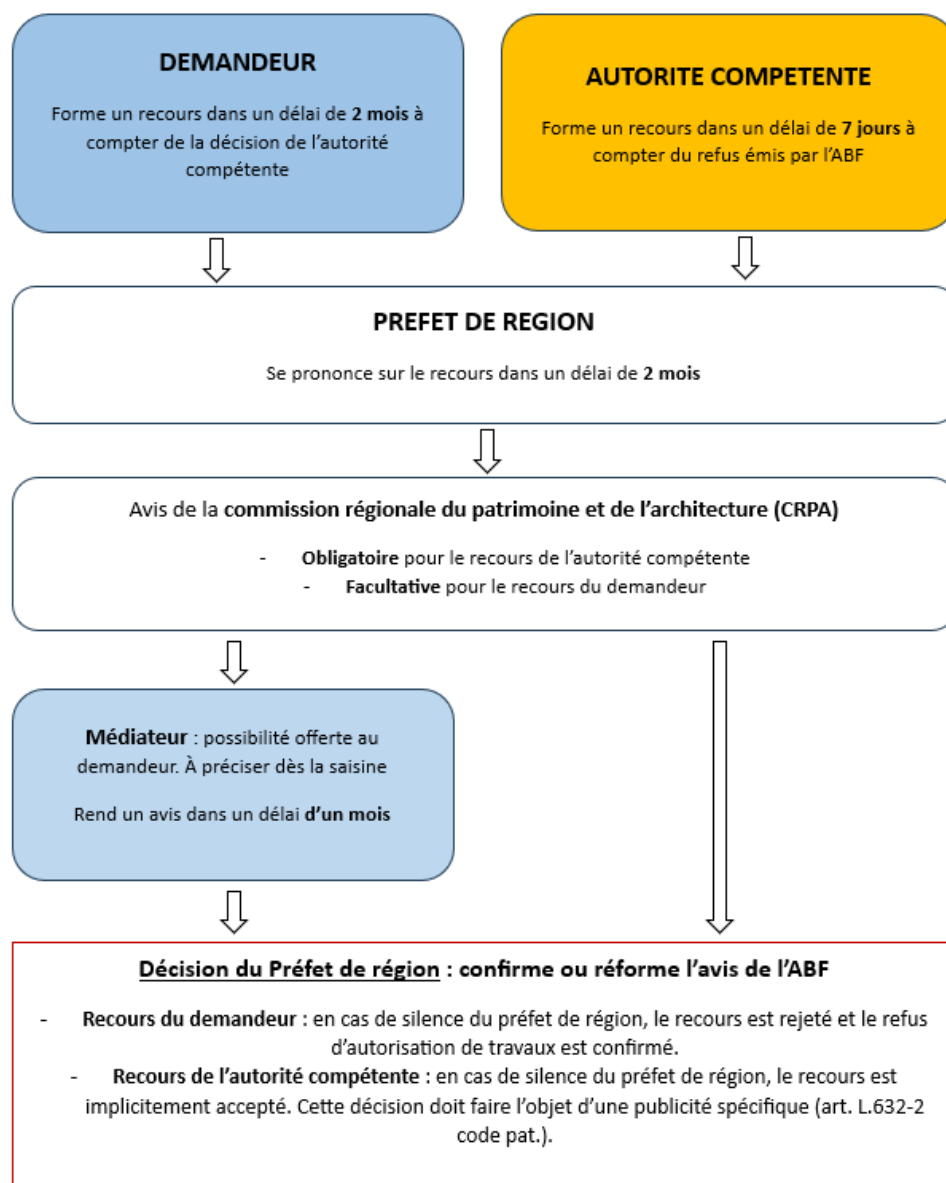 DEMANDEUR
Forme un recours dans un délai de 2 mois à
compter de la décision de l’autorité
compétente
AUTORITE COMPETENTE
Forme un recours dans un délai de 7 jours à
compter du refus émis par l’ABF
PREFET DE REGION
Se prononce sur le recours dans un délai de 2 mois
Avis de la commission régionale du patrimoine et de l’architecture (CRPA)
- Obligatoire pour le recours de l’autorité compétente
- Facultative pour le recours du demandeur
Médiateur : possibilité offerte au
demandeur. À préciser dès la saisine
Rend un avis dans un délai d’un mois
Décision du Préfet de région : confirme ou réforme l’avis de l’ABF
- Recours du demandeur : en cas de silence du préfet de région, le recours est rejeté et le refus
d’autorisation de travaux est confirmé.
- Recours de l’autorité compétente : en cas de silence du préfet de région, le recours est
implicitement accepté. Cette décision doit faire l’objet d’une publicité spécifique (art. L.632-2
code pat.).